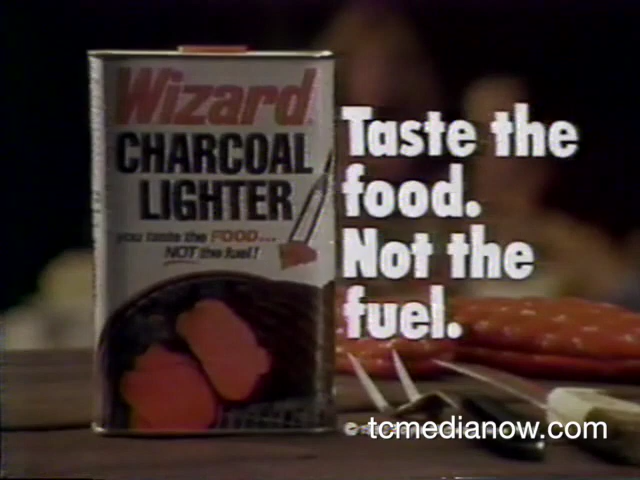 Wizard
CHARCOAL
LIGHTER
you taste the FOOD...
NOT the fuel!
Taste the
food.
Not the
fuel.
tcmedianow.com